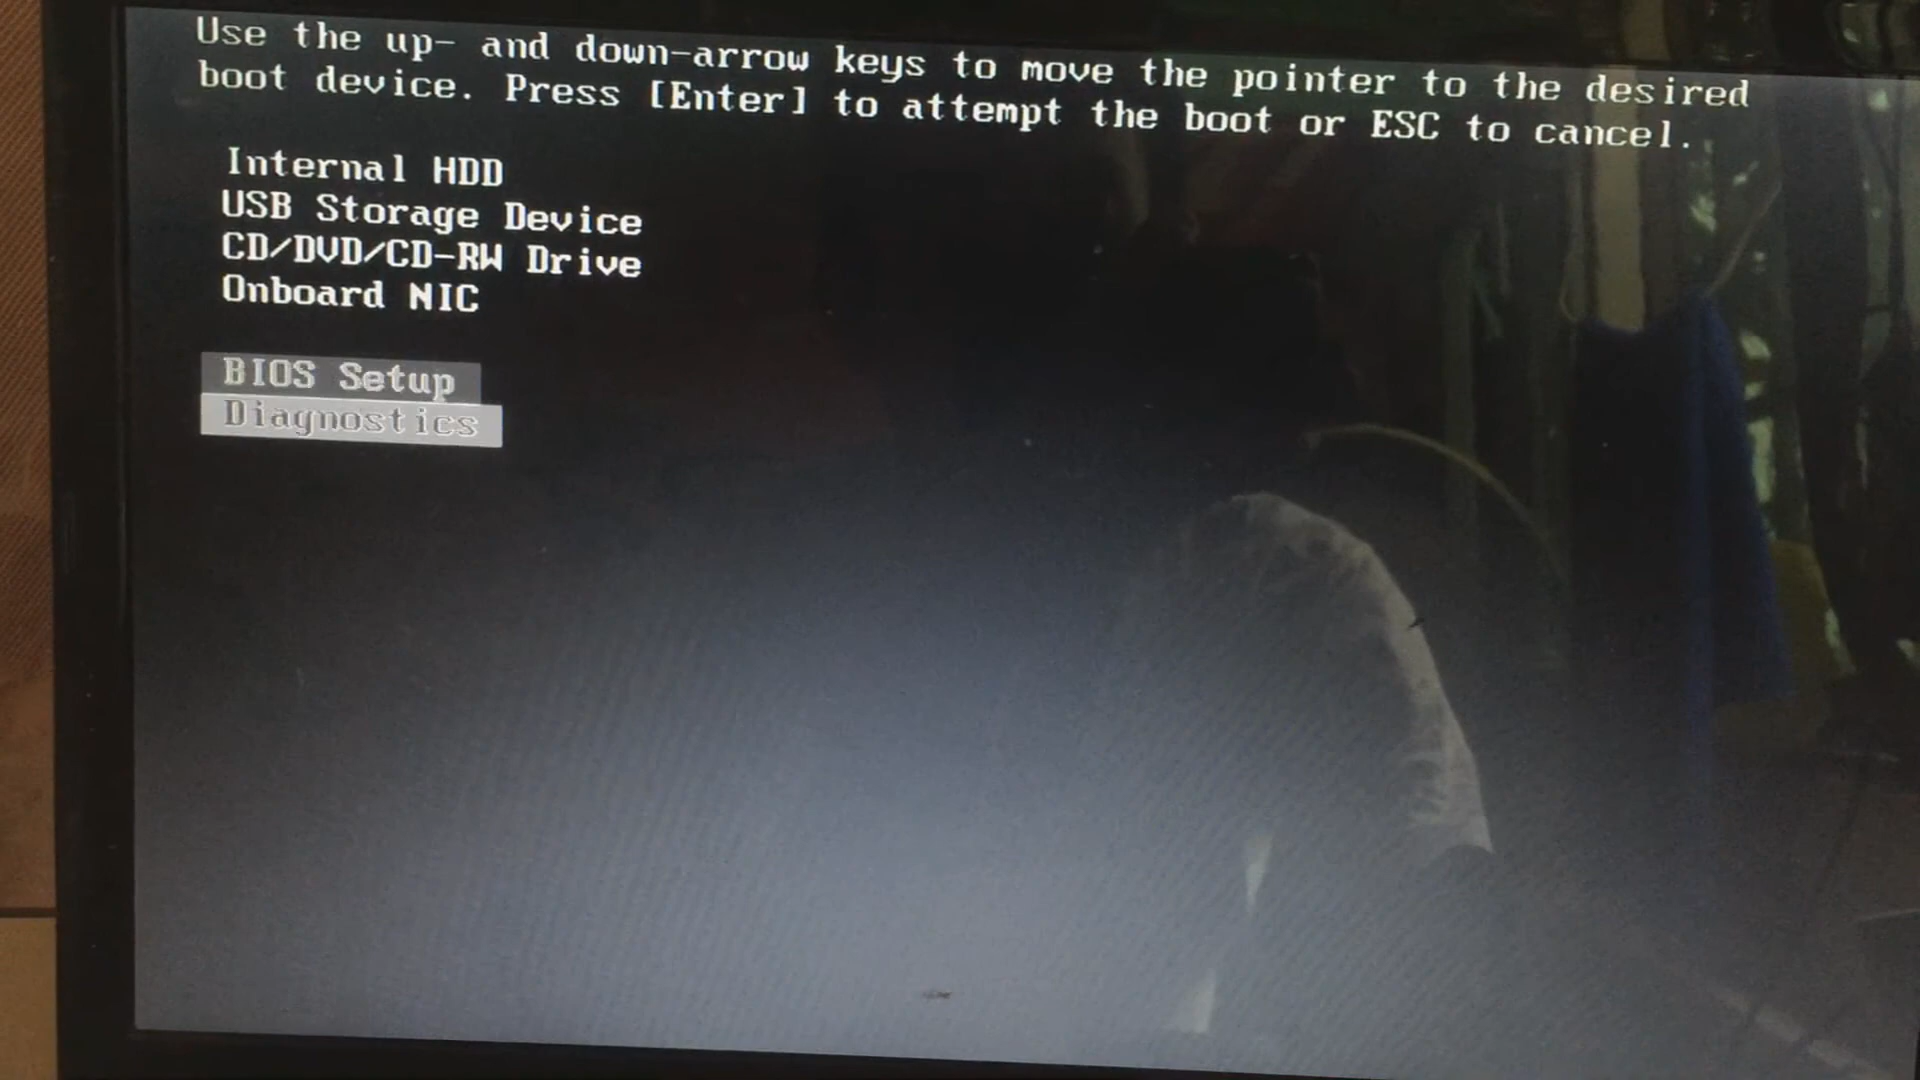 Use the up- and down-arrow keys to move the pointer to the desired
boot device. Press [Enter] to attempt the boot or ESC to cancel.
Internal HDD
USB Storage Device
CD/DVD/CD-RW Drive
Onboard NIC
BIOS Setup
Diagnostics